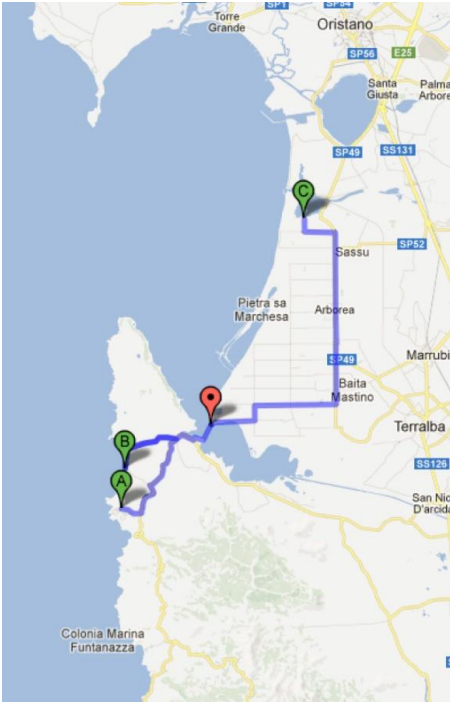 SP1
SP54
Torre
Grande
Oristano
SP56
E25
Santa
Giusta
Palma
Arbore
SP49
SS131
C
Sassu
SP52
Pietra sa
Marchesa
Arborea
SP49
Marrubi
Baita
Mastino
Terralba
B
SS126
A
San Nic
D'arcida
Colonia Marina
Funtanazza